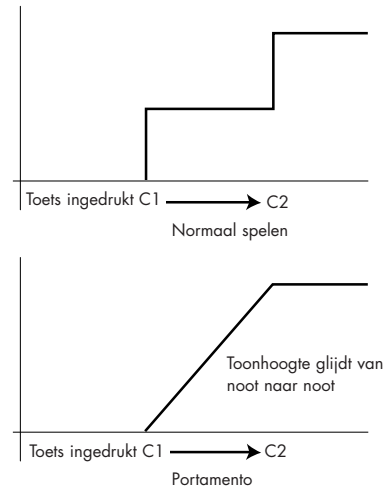 Toets ingedrukt C1 C2
Normaal spelen
Toonhoogte glijdt van
noot naar noot
Toets ingedrukt C1 C2
Portamento